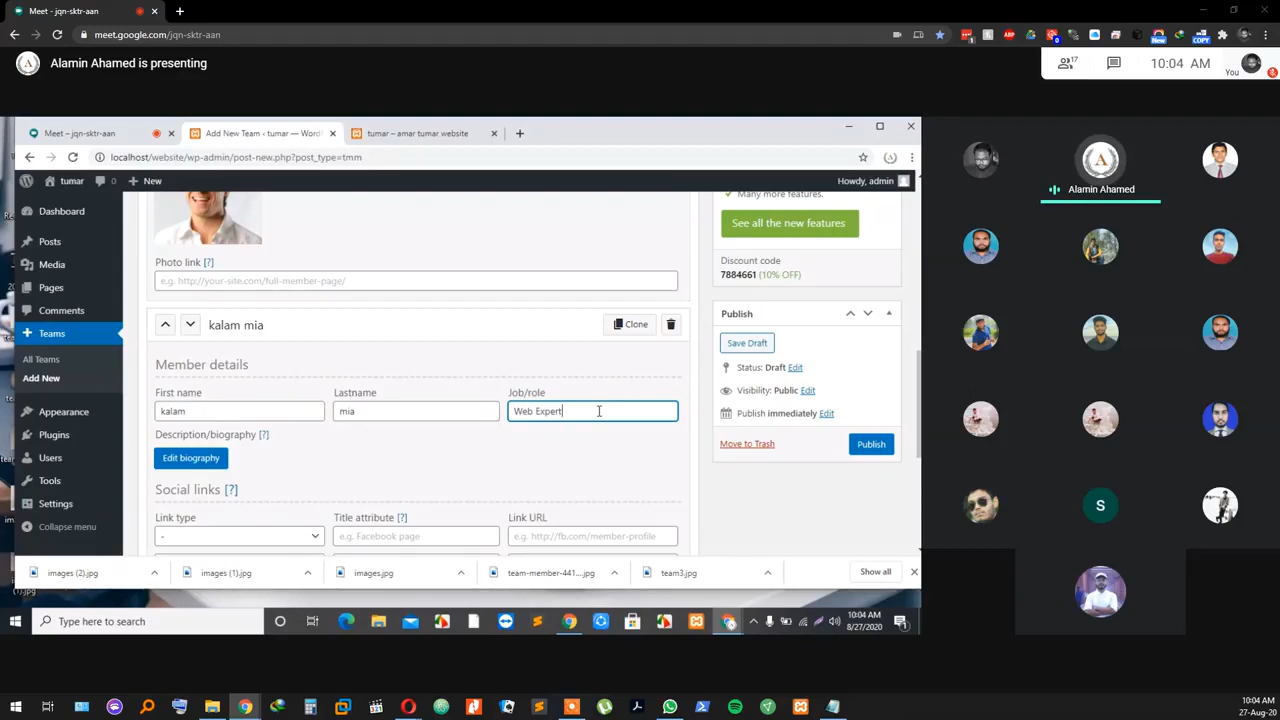 Meet - jqn-sktr-aan
meet.google.com/jqn-sktr-aan
Alamin Ahamed is presenting
17
10:04 AM
You
Meet – jqn-sktr-aan
Add New Team ‹ tumar — Word
tumar – amar tumar website
localhost/website/wp-admin/post-new.php?post_type=tmm
tumar
0
New
Howdy, admin
Dashboard
Posts
Media
Pages
Comments
Teams
All Teams
Add New
Appearance
Plugins
Users
Tools
Settings
Collapse menu
Photo link [?]
e.g. http://your-site.com/full-member-page/
kalam mia
Clone
Member details
First name
Lastname
Job/role
kalam
mia
Web Expert
Description/biography [?]
Edit biography
Social links [?]
Link type
Title attribute [?]
Link URL
-
e.g. Facebook page
e.g. http://fb.com/member-profile
Many more features.
See all the new features
Discount code
7884661 (10% OFF)
Publish
Save Draft
Status: Draft Edit
Visibility: Public Edit
Publish immediately Edit
Move to Trash
Publish
Alamin Ahamed
S
images (2).jpg
images (1).jpg
images.jpg
team-member-441....jpg
team3.jpg
Show all
(1).jpg
Type here to search
10:04 AM
8/27/2020
10:04 AM
27-Aug-20